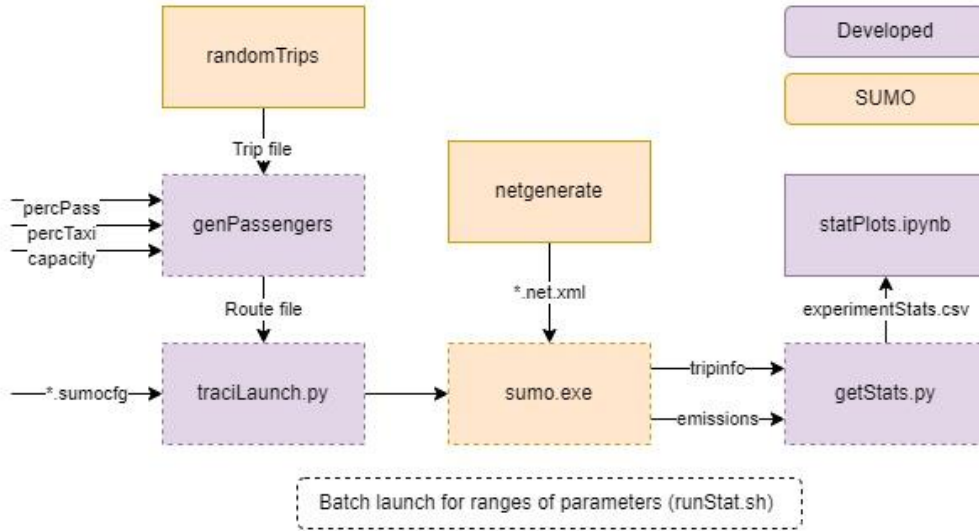 randomTrips
Developed
SUMO
Trip file
netgenerate
percPass
percTaxi
capacity
genPassengers
statPlots.ipynb
*.net.xml
Route file
experimentStats.csv
*.sumocfg
traciLaunch.py
sumo.exe
tripinfo
emissions
getStats.py
Batch launch for ranges of parameters (runStat.sh)